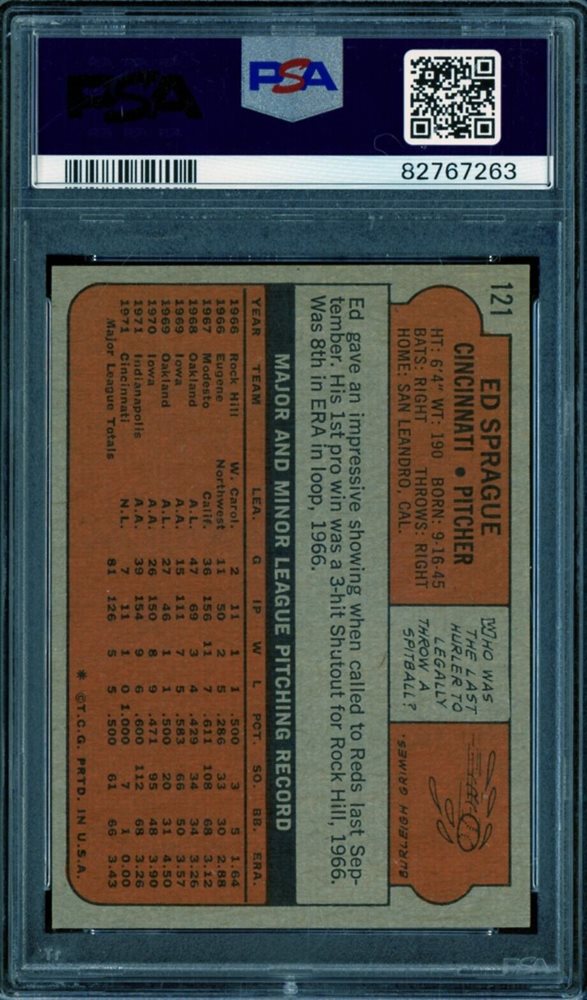 PSA
PSA
82767263
121
ED SPRAGUE
CINCINNATI • PITCHER
HT: 6'4" WT: 190 BORN: 9-16-45
BATS: RIGHT THROWS: RIGHT
HOME: SAN LEANDRO, CAL.
WHO WAS
THE LAST
HURLER TO
LEGALLY
THROW A
SPITBALL?
BURLEIGH GRIMES.
Ed gave an impressive showing when called to Reds last Sep-
tember. His 1st pro win was a 3-hit Shutout for Rock Hill, 1966.
Was 8th in ERA in loop, 1966.
MAJOR AND MINOR LEAGUE PITCHING RECORD
YEAR TEAM LEA. G IP W L PCT. SO. BB. ERA.
1966 Rock Hill W. Carol. 2 11 1 1 .500 3 5 1.64
1966 Eugene Northwest 11 50 2 5 .286 33 30 2.88
1967 Modesto Calif. 36 156 11 7 .611 108 68 3.12
1968 Oakland A.L. 47 69 3 4 .429 34 34 3.26
1969 Iowa A.A. 15 111 7 5 .583 66 50 3.57
1969 Oakland A.L. 27 46 1 1 .500 20 31 4.50
1970 Iowa A.A. 26 150 8 9 .471 95 48 3.90
1971 Indianapolis A.A. 39 154 9 6 .600 112 68 3.26
1971 Cincinnati N.L. 7 11 1 0 1.000 7 1 0.00
Major League Totals 81 126 5 5 .500 61 66 3.43
* ©T.C.G. PRTD. IN U.S.A.
PSA